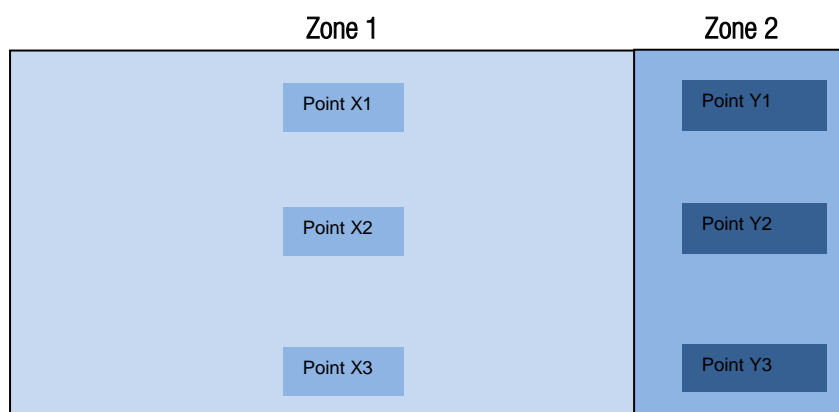 Zone 1
Zone 2
Point X1
Point Y1
Point X2
Point Y2
Point X3
Point Y3